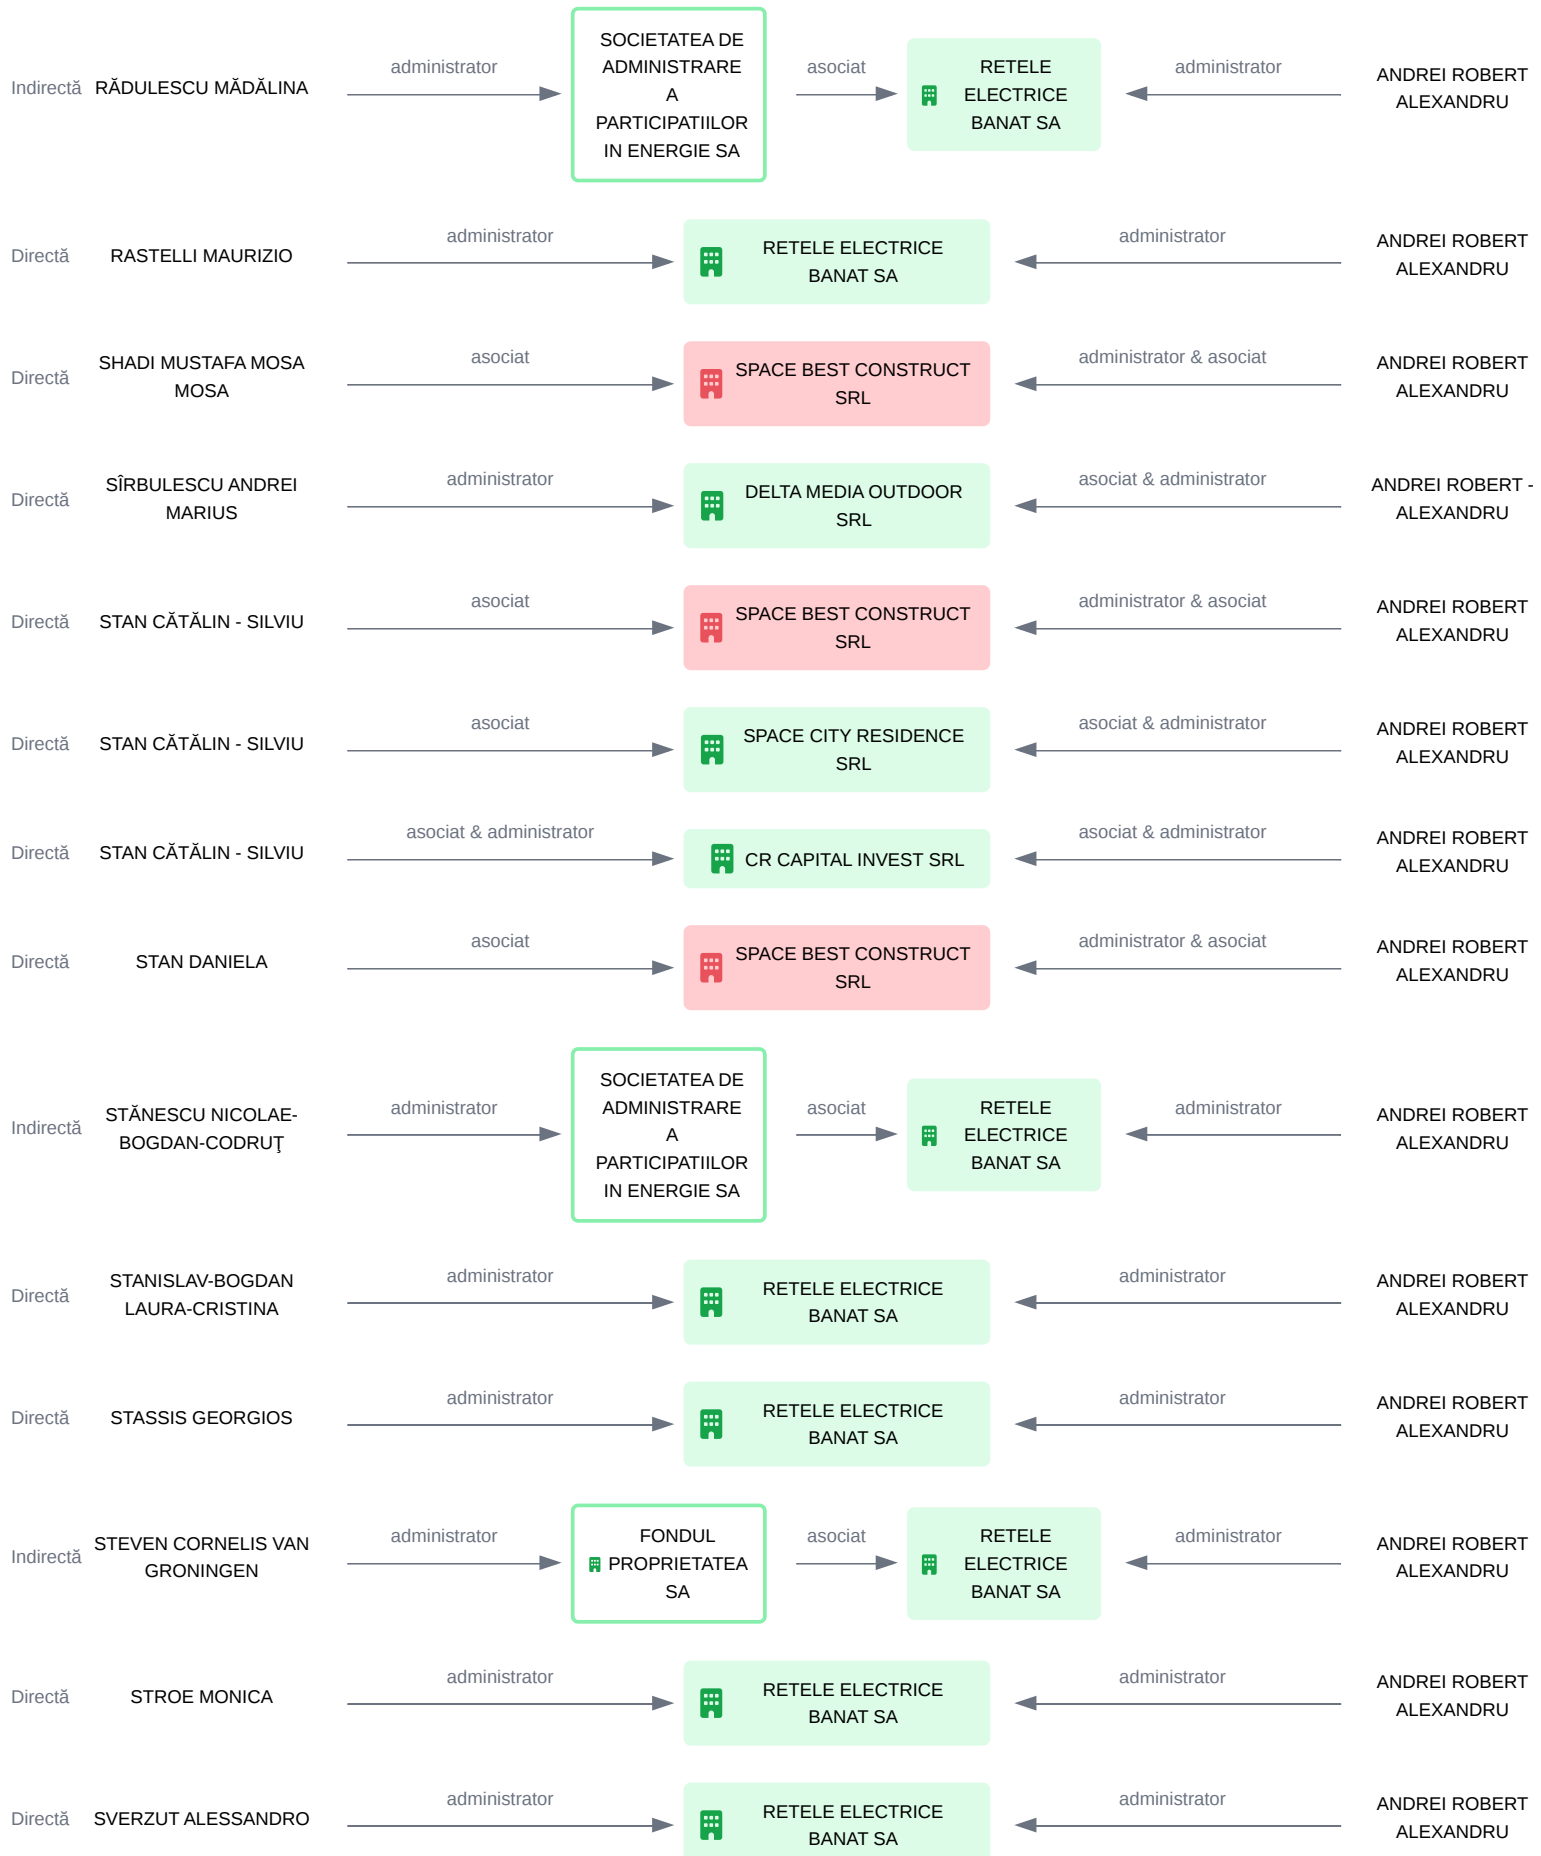 Indirectă
RĂDULESCU MĂDĂLINA
administrator
SOCIETATEA DE
ADMINISTRARE
A
PARTICIPATIILOR
IN ENERGIE SA
asociat
RETELE
ELECTRICE
BANAT SA
administrator
ANDREI ROBERT
ALEXANDRU
Directă
RASTELLI MAURIZIO
administrator
RETELE ELECTRICE
BANAT SA
administrator
ANDREI ROBERT
ALEXANDRU
Directă
SHADI MUSTAFA MOSA
MOSA
asociat
SPACE BEST CONSTRUCT
SRL
administrator & asociat
ANDREI ROBERT
ALEXANDRU
Directă
SÎRBULESCU ANDREI
MARIUS
administrator
DELTA MEDIA OUTDOOR
SRL
asociat & administrator
ANDREI ROBERT -
ALEXANDRU
Directă
STAN CĂTĂLIN - SILVIU
asociat
SPACE BEST CONSTRUCT
SRL
administrator & asociat
ANDREI ROBERT
ALEXANDRU
Directă
STAN CĂTĂLIN - SILVIU
asociat
SPACE CITY RESIDENCE
SRL
asociat & administrator
ANDREI ROBERT
ALEXANDRU
Directă
STAN CĂTĂLIN - SILVIU
asociat & administrator
CR CAPITAL INVEST SRL
asociat & administrator
ANDREI ROBERT
ALEXANDRU
Directă
STAN DANIELA
asociat
SPACE BEST CONSTRUCT
SRL
administrator & asociat
ANDREI ROBERT
ALEXANDRU
Indirectă
STĂNESCU NICOLAE-
BOGDAN-CODRUŢ
administrator
SOCIETATEA DE
ADMINISTRARE
A
PARTICIPATIILOR
IN ENERGIE SA
asociat
RETELE
ELECTRICE
BANAT SA
administrator
ANDREI ROBERT
ALEXANDRU
Directă
STANISLAV-BOGDAN
LAURA-CRISTINA
administrator
RETELE ELECTRICE
BANAT SA
administrator
ANDREI ROBERT
ALEXANDRU
Directă
STASSIS GEORGIOS
administrator
RETELE ELECTRICE
BANAT SA
administrator
ANDREI ROBERT
ALEXANDRU
Indirectă
STEVEN CORNELIS VAN
GRONINGEN
administrator
FONDUL
PROPRIETATEA
SA
asociat
RETELE
ELECTRICE
BANAT SA
administrator
ANDREI ROBERT
ALEXANDRU
Directă
STROE MONICA
administrator
RETELE ELECTRICE
BANAT SA
administrator
ANDREI ROBERT
ALEXANDRU
Directă
SVERZUT ALESSANDRO
administrator
RETELE ELECTRICE
BANAT SA
administrator
ANDREI ROBERT
ALEXANDRU